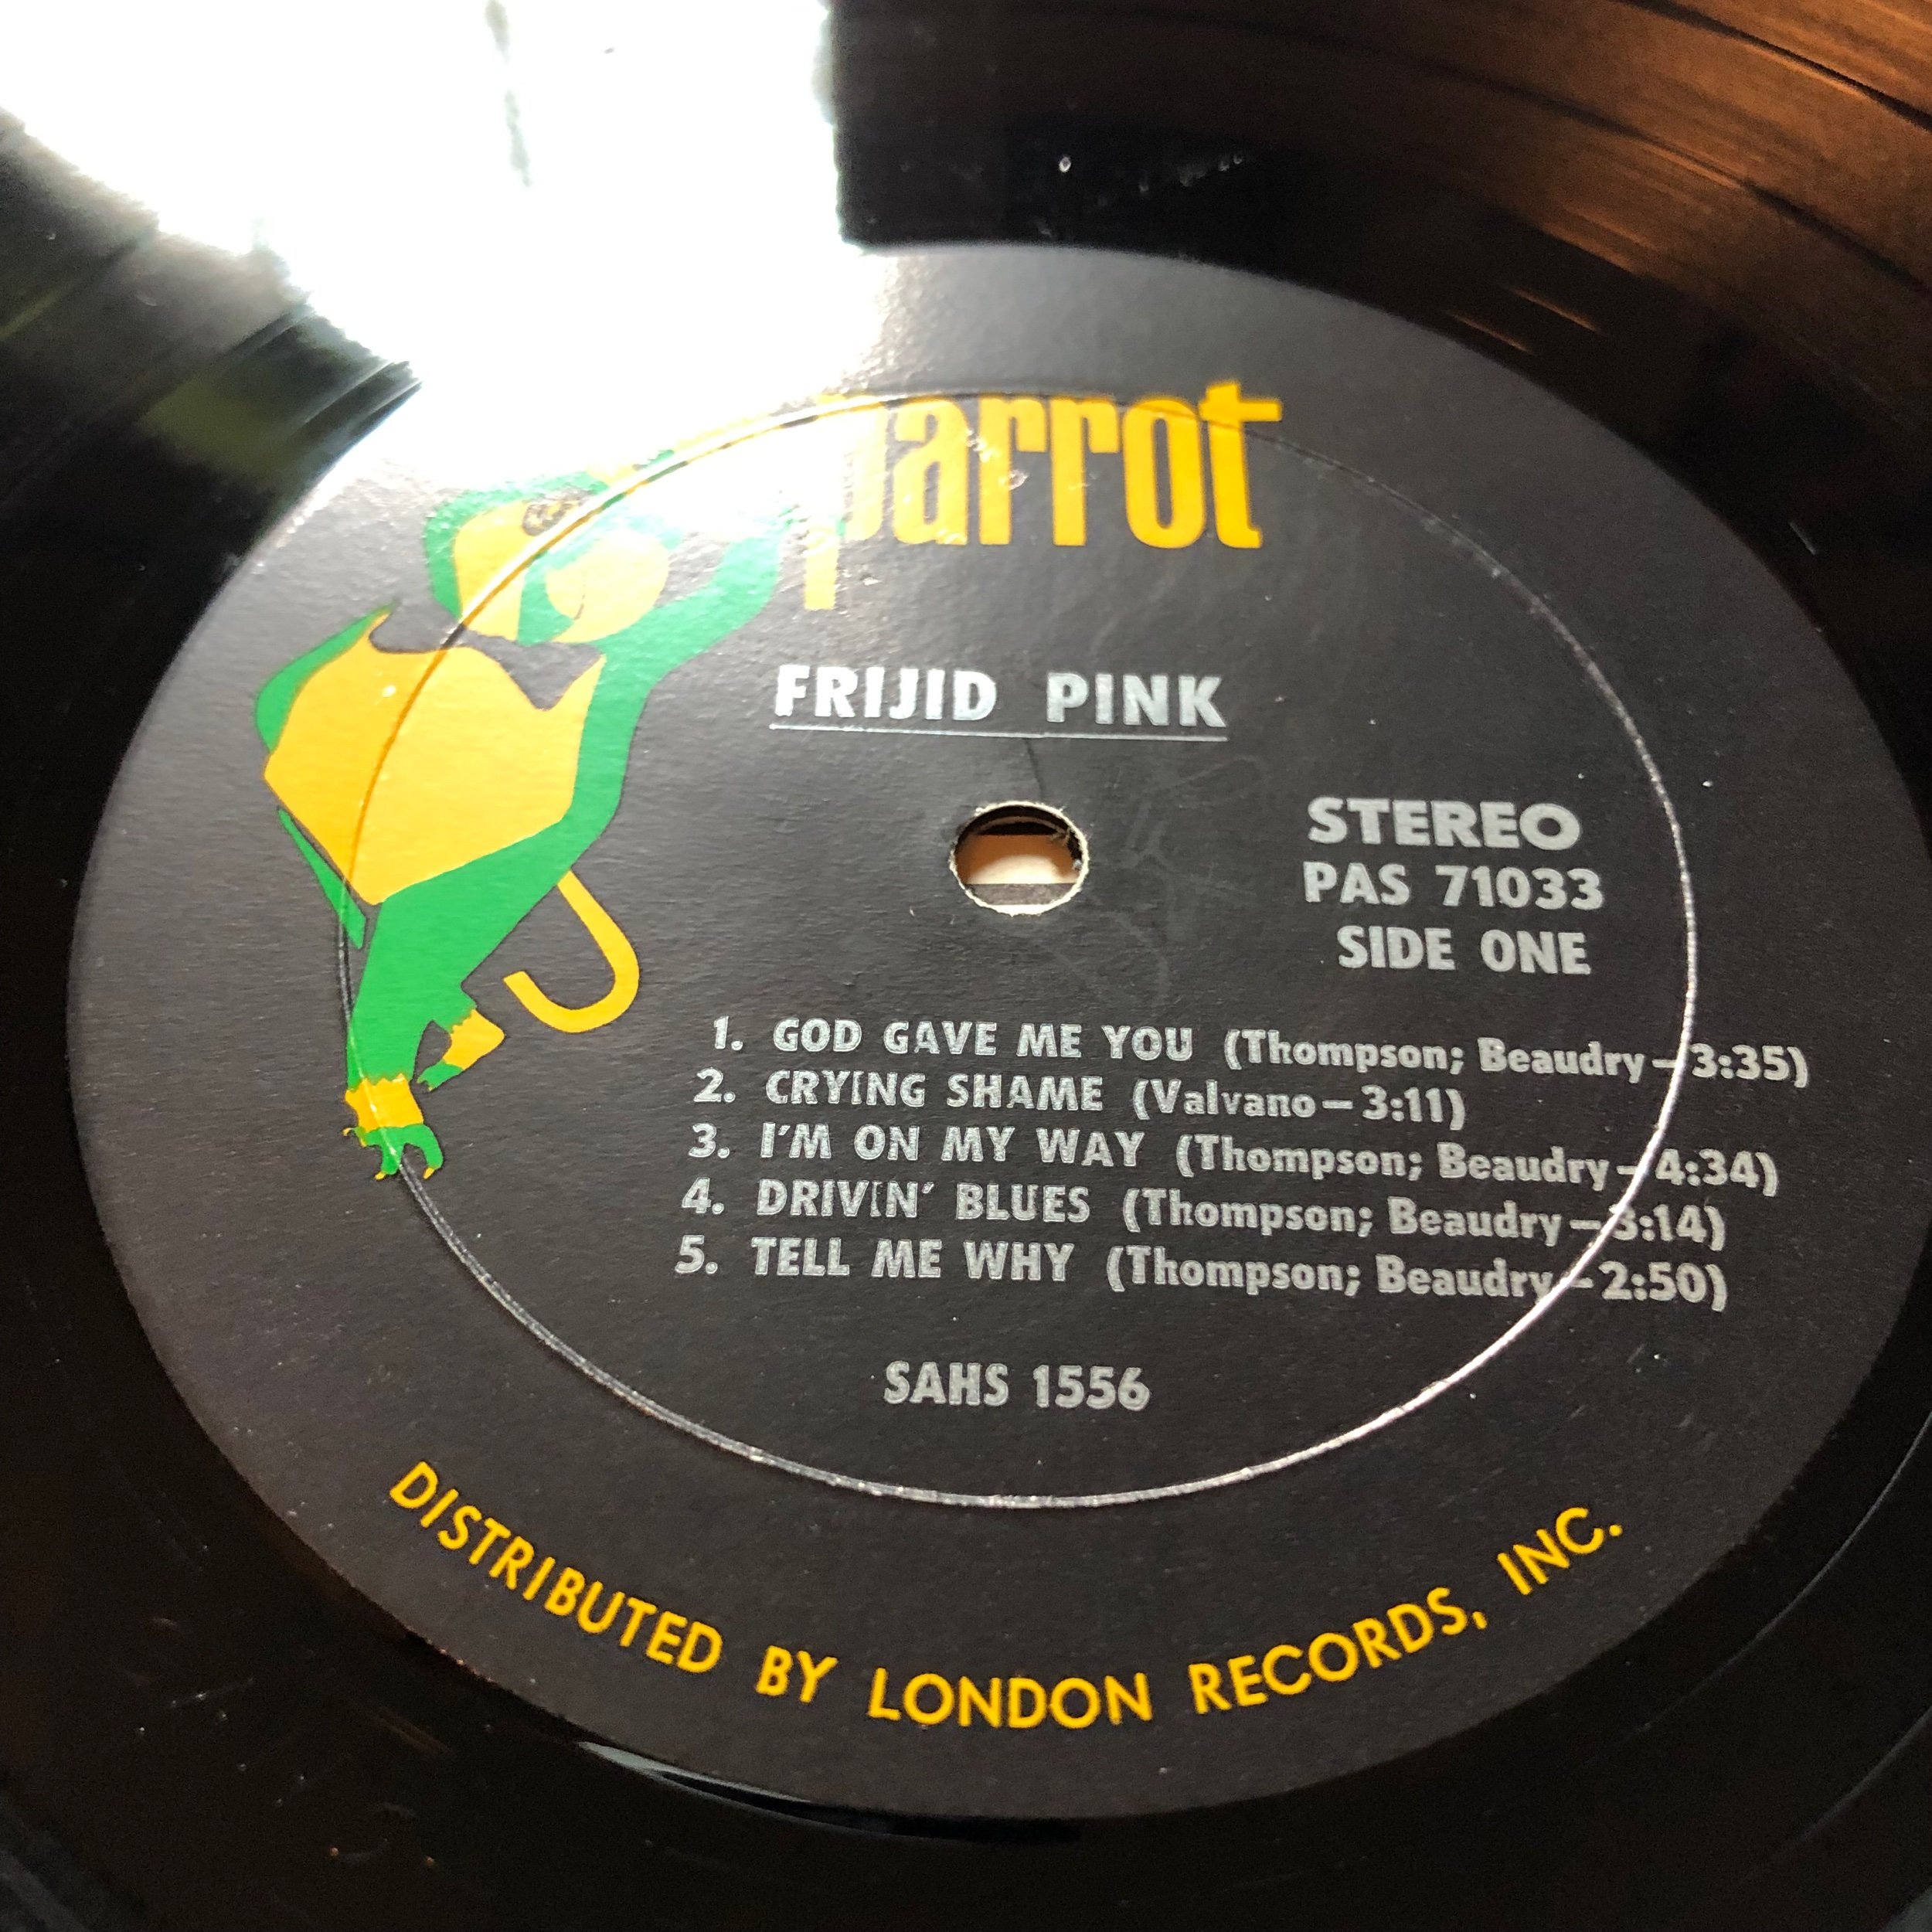 parrot
FRIJID PINK
STEREO
PAS 71033
SIDE ONE
1. GOD GAVE ME YOU (Thompson; Beaudry—3:35)
2. CRYING SHAME (Valvano—3:11)
3. I'M ON MY WAY (Thompson; Beaudry—4:34)
4. DRIVIN' BLUES (Thompson; Beaudry—3:14)
5. TELL ME WHY (Thompson; Beaudry—2:50)
SAHS 1556
DISTRIBUTED BY LONDON RECORDS, INC.